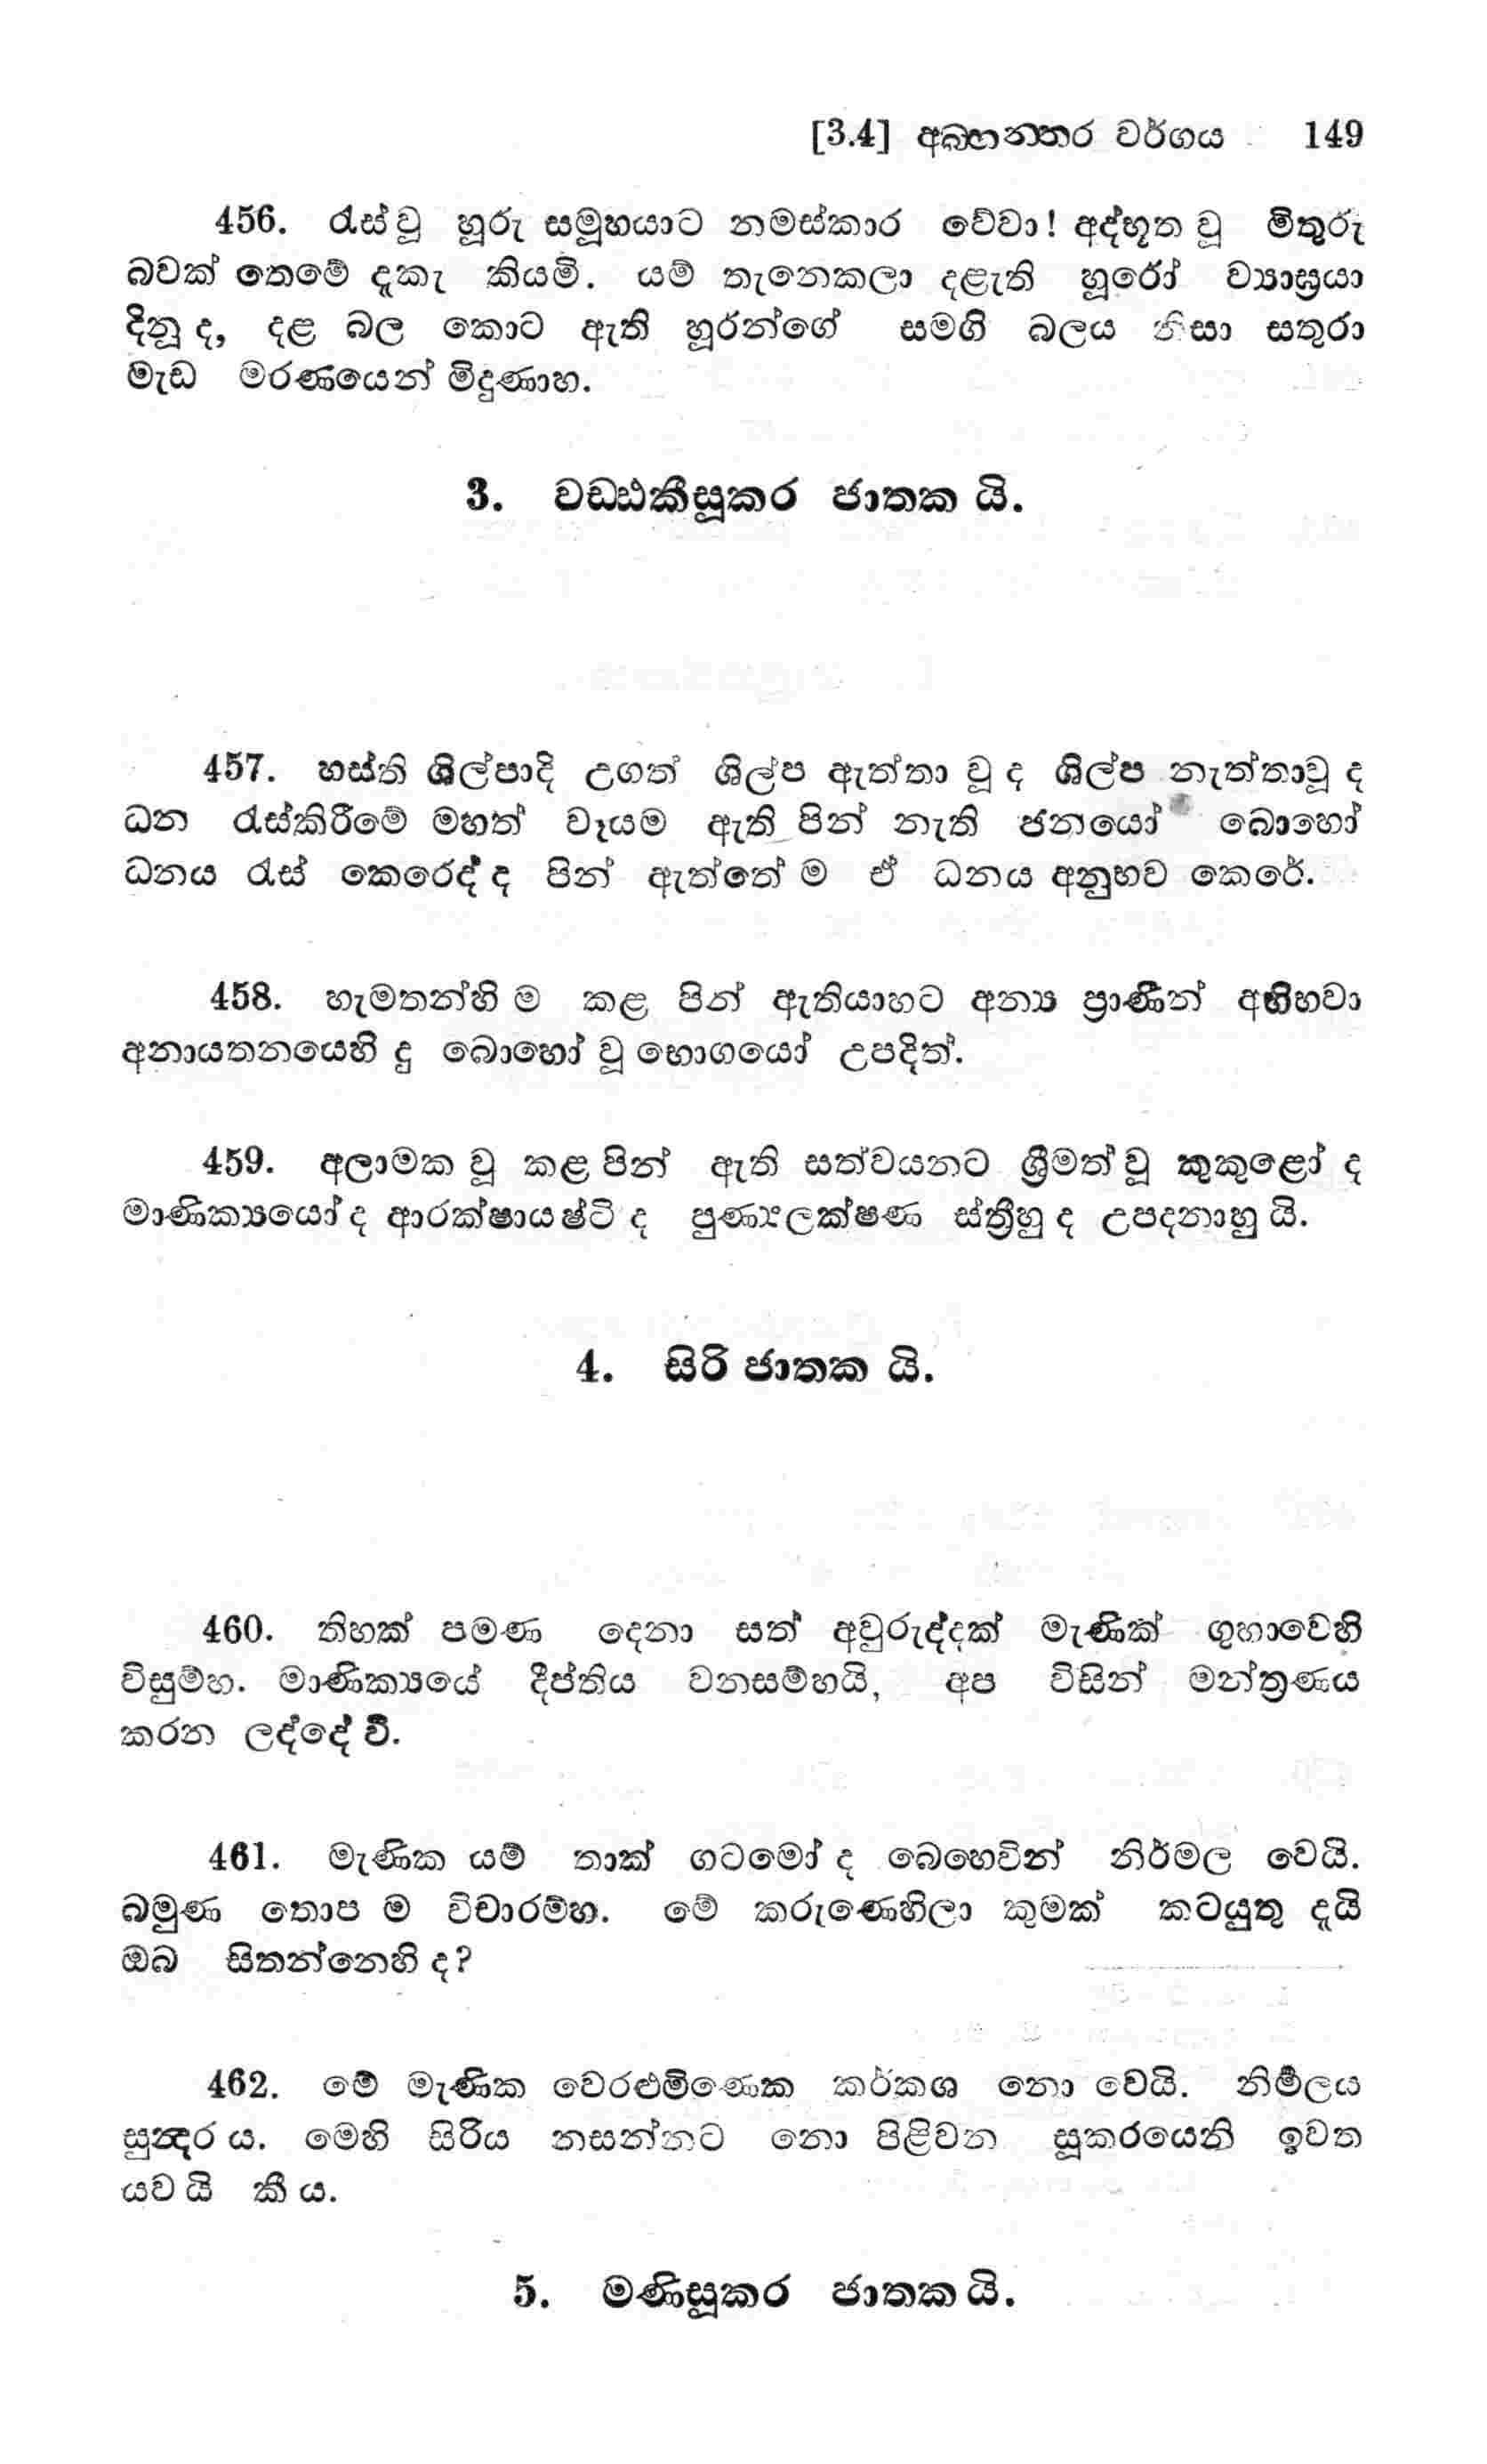 [3.4] අබ්භන්තර වර්ගය 149
456. රැස් වූ හූරු සමූහයාට නමස්කාර වේවා! අද්භූත වූ මිතුරු
බවක් තෙමේ දැකැ කියමි. යම් තැනෙකලා දළැති හූරෝ ව්‍යාඝ්‍රයා
දිනූ ද, දළ බල කොට ඇති හූරන්ගේ සමගි බලය නිසා සතුරා
මැඩ මරණයෙන් මිදුණාහ.
3. වඩ්ඪකීසූකර ජාතක යි.
457. හස්ති ශිල්පාදි උගත් ශිල්ප ඇත්තා වූ ද ශිල්ප නැත්තාවූ ද
ධන රැස්කිරීමේ මහත් වෑයම ඇති පින් නැති ජනයෝ බොහෝ
ධනය රැස් කෙරෙද් ද පින් ඇත්තේ ම ඒ ධනය අනුභව කෙරේ.
458. හැමතන්හි ම කළ පින් ඇතියාහට අන්‍ය ප්‍රාණීන් අභිභවා
අනායතනයෙහි දු බොහෝ වූ භොගයෝ උපදිත්.
459. අලාමක වූ කළ පින් ඇති සත්වයනට ශ්‍රීමත් වූ කුකුළෝ ද
මාණික්‍යයෝ ද ආරක්ෂායෂ්ටි ද පුණ්‍යලක්ෂණ ස්ත්‍රීහු ද උපදනාහු යි.
4. සිරි ජාතක යි.
460. තිහක් පමණ දෙනා සත් අවුරුද්දක් මැණික් ගුහාවෙහි
විසුම්හ. මාණික්‍යයේ දීප්තිය වනසම්හයි, අප විසින් මන්ත්‍රණය
කරන ලද්දේ වී.
461. මැණික යම් තාක් ගටමෝ ද බෙහෙවින් නිර්මල වෙයි.
බමුණ තොප ම විචාරම්හ. මේ කරුණෙහිලා කුමක් කටයුතු දැයි
ඔබ සිතන්නෙහි ද?
462. මේ මැණික වෙරළුමිණෙක කර්කශ නො වෙයි. නිර්මලය
සුන්‍දර ය. මෙහි සිරිය නසන්නට නො පිළිවන සූකරයෙනි ඉවත
යව යි කී ය.
5. මණිසූකර ජාතක යි.